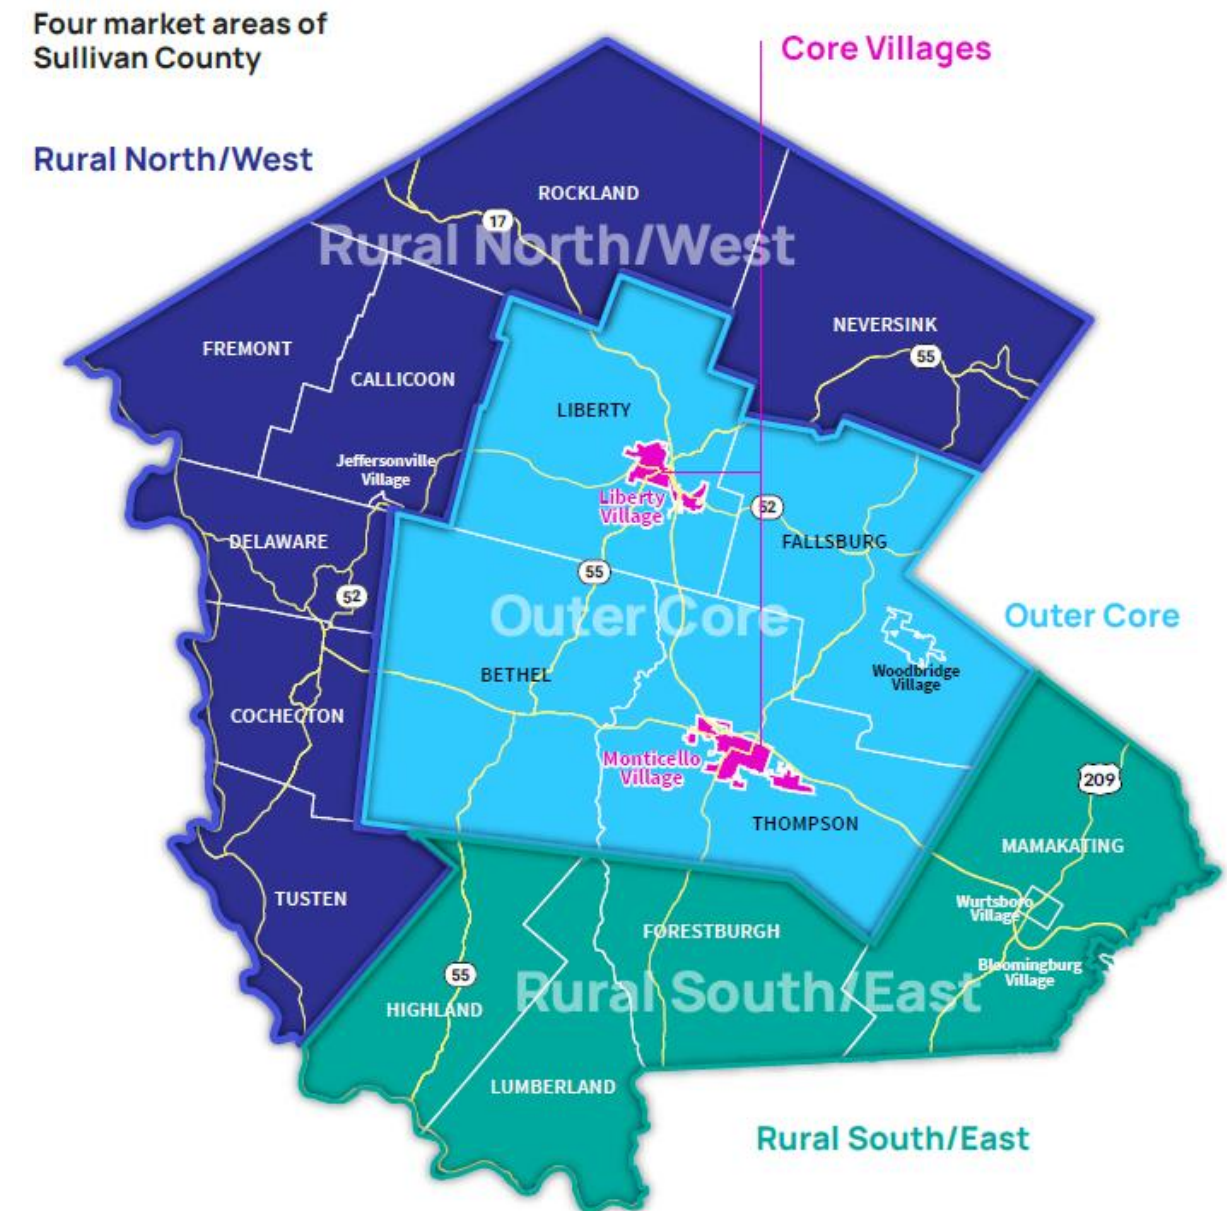 Four market areas of
Sullivan County
Core Villages
Rural North/West
ROCKLAND
17
Rural North/West
NEVERSINK
55
FREMONT
CALLICOON
LIBERTY
Jeffersonville
Village
Liberty
Village
52
FALLSBURG
DELAWARE
55
52
Outer Core
Outer Core
BETHEL
Woodbridge
Village
COCHECTON
Monticello
Village
209
THOMPSON
MAMAKATING
TUSTEN
Wurtsboro
Village
FORESTBURGH
Bloomingburg
Village
55
Rural South/East
HIGHLAND
LUMBERLAND
Rural South/East